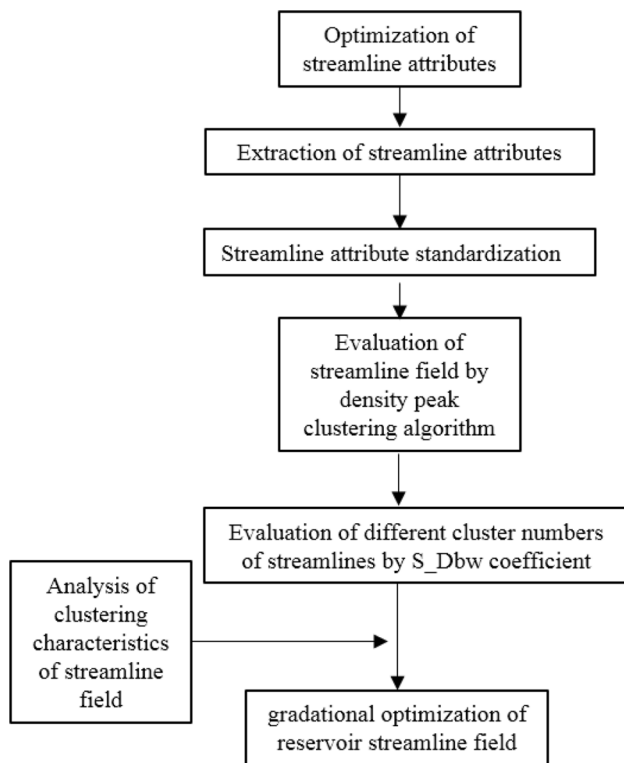 Optimization of
streamline attributes
Extraction of streamline attributes
Streamline attribute standardization
Evaluation of
streamline field by
density peak
clustering algorithm
Evaluation of different cluster numbers
of streamlines by S_Dbw coefficient
Analysis of
clustering
characteristics
of streamline
field
gradational optimization of
reservoir streamline field